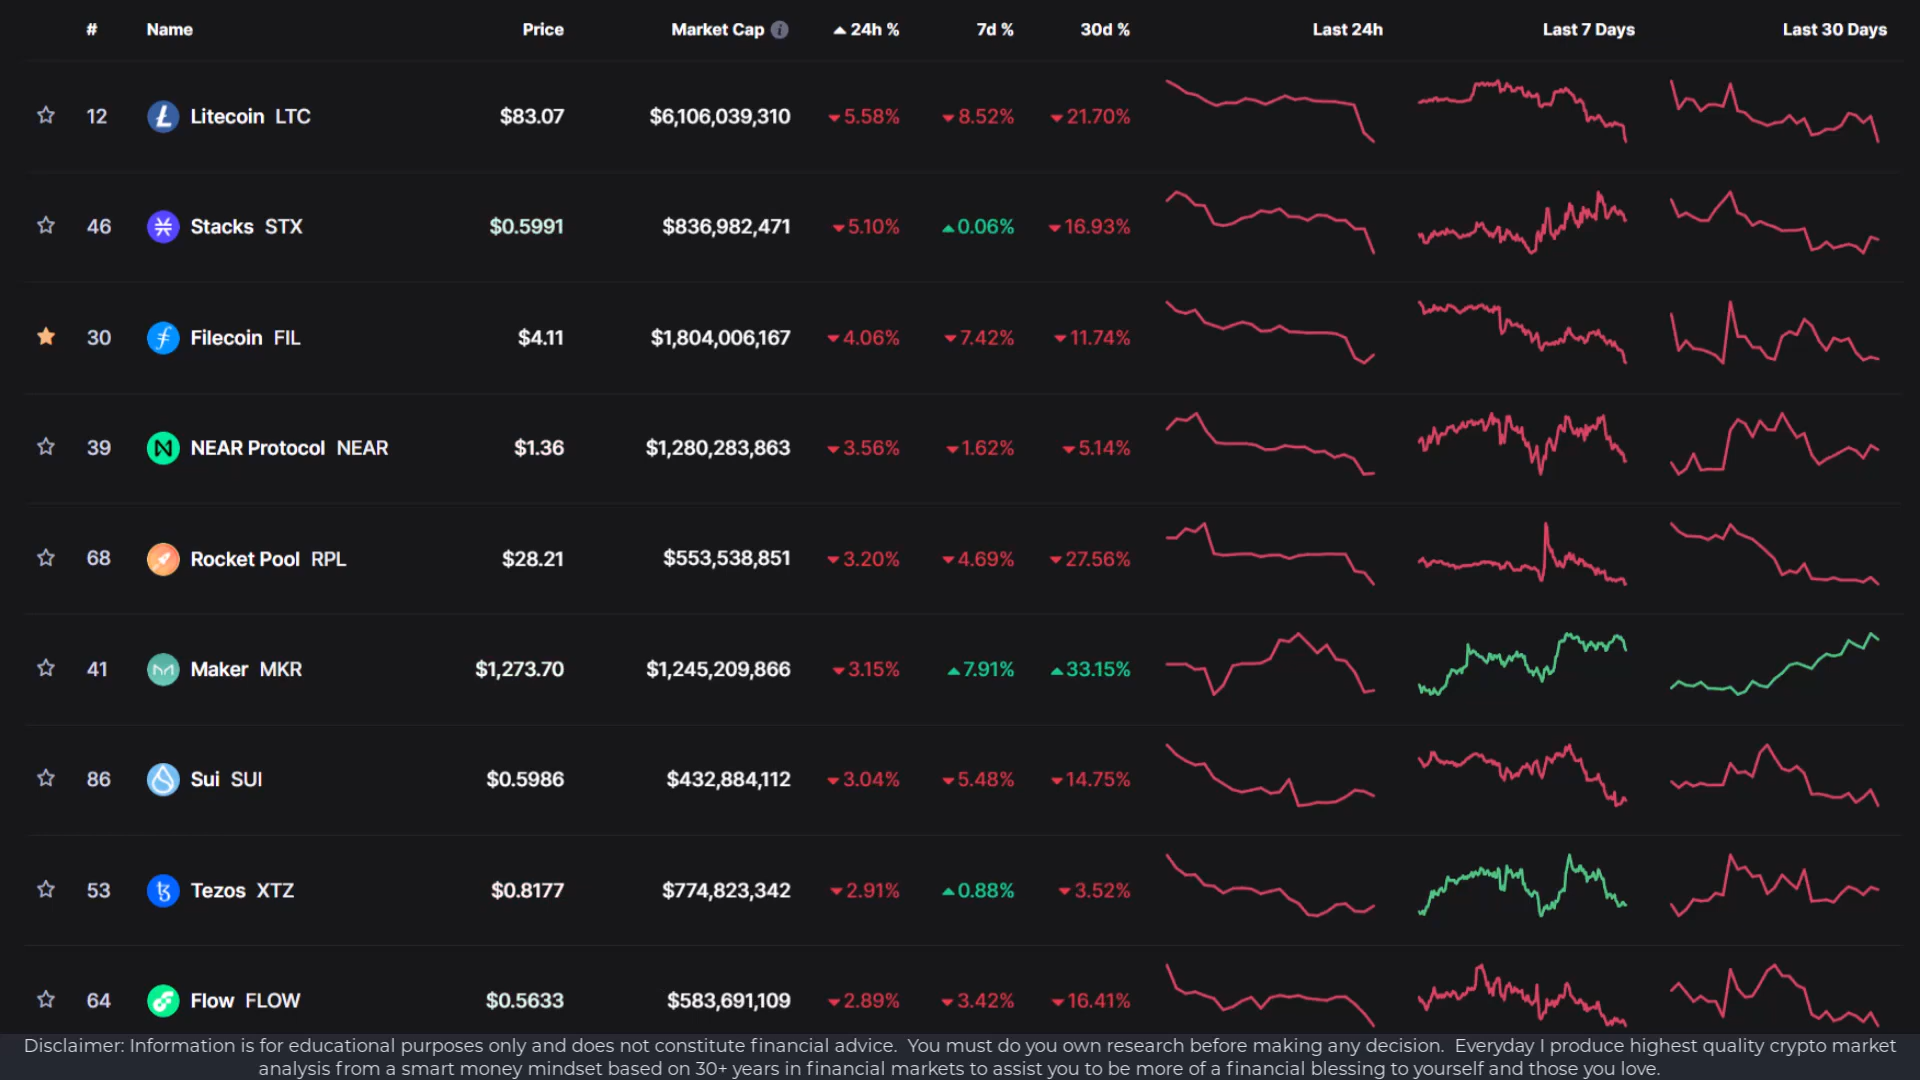 # Name Price Market Cap i ▲ 24h % 7d % 30d % Last 24h Last 7 Days Last 30 Days
12 Litecoin LTC $83.07 $6,106,039,310 ▼5.58% ▼8.52% ▼21.70%
46 Stacks STX $0.5991 $836,982,471 ▼5.10% ▲0.06% ▼16.93%
30 Filecoin FIL $4.11 $1,804,006,167 ▼4.06% ▼7.42% ▼11.74%
39 NEAR Protocol NEAR $1.36 $1,280,283,863 ▼3.56% ▼1.62% ▼5.14%
68 Rocket Pool RPL $28.21 $553,538,851 ▼3.20% ▼4.69% ▼27.56%
41 Maker MKR $1,273.70 $1,245,209,866 ▼3.15% ▲7.91% ▲33.15%
86 Sui SUI $0.5986 $432,884,112 ▼3.04% ▼5.48% ▼14.75%
53 Tezos XTZ $0.8177 $774,823,342 ▼2.91% ▲0.88% ▼3.52%
64 Flow FLOW $0.5633 $583,691,109 ▼2.89% ▼3.42% ▼16.41%
Disclaimer: Information is for educational purposes only and does not constitute financial advice. You must do you own research before making any decision. Everyday I produce highest quality crypto market
analysis from a smart money mindset based on 30+ years in financial markets to assist you to be more of a financial blessing to yourself and those you love.